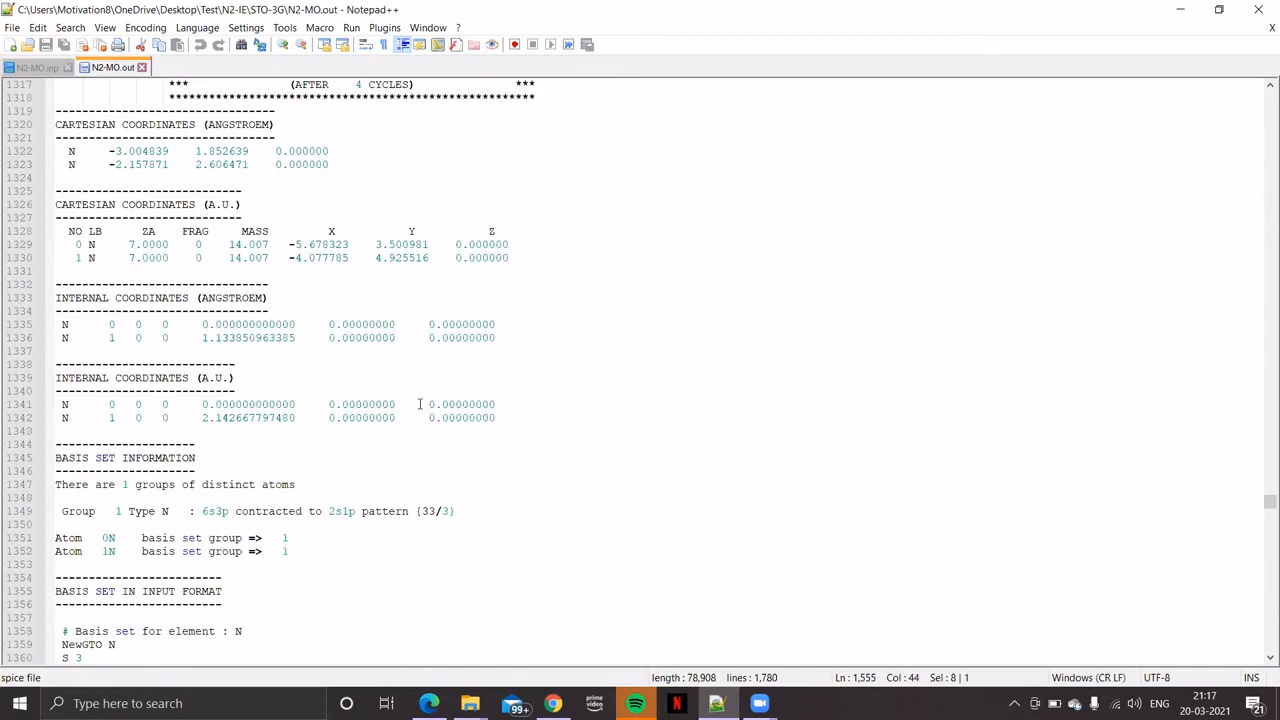 C:\Users\Motivation8\OneDrive\Desktop\Test\N2-IE\STO-3G\N2-MO.out - Notepad++
File Edit Search View Encoding Language Settings Tools Macro Run Plugins Window ? X
N2-MO.inp N2-MO.out
1317 *** (AFTER 4 CYCLES) ***
1318 *******************************************************
1319 ---------------------------------
1320 CARTESIAN COORDINATES (ANGSTROEM)
1321 ---------------------------------
1322 N -3.004839 1.852639 0.000000
1323 N -2.157871 2.606471 0.000000
1324
1325 ----------------------------
1326 CARTESIAN COORDINATES (A.U.)
1327 ----------------------------
1328 NO LB ZA FRAG MASS X Y Z
1329 0 N 7.0000 0 14.007 -5.678323 3.500981 0.000000
1330 1 N 7.0000 0 14.007 -4.077785 4.925516 0.000000
1331
1332 --------------------------------
1333 INTERNAL COORDINATES (ANGSTROEM)
1334 --------------------------------
1335 N 0 0 0 0.000000000000 0.00000000 0.00000000
1336 N 1 0 0 1.133850963385 0.00000000 0.00000000
1337
1338 ---------------------------
1339 INTERNAL COORDINATES (A.U.)
1340 ---------------------------
1341 N 0 0 0 0.000000000000 0.00000000 0.00000000
1342 N 1 0 0 2.142667797480 0.00000000 0.00000000
1343
1344 ---------------------
1345 BASIS SET INFORMATION
1346 ---------------------
1347 There are 1 groups of distinct atoms
1348
1349 Group 1 Type N : 6s3p contracted to 2s1p pattern {33/3}
1350
1351 Atom 0N basis set group => 1
1352 Atom 1N basis set group => 1
1353
1354 -------------------------
1355 BASIS SET IN INPUT FORMAT
1356 -------------------------
1357
1358 # Basis set for element : N
1359 NewGTO N
1360 S 3
spice file length : 78,908 lines : 1,780 Ln : 1,555 Col : 44 Sel : 8 | 1 Windows (CR LF) UTF-8 INS
Type here to search 99+ prime video N ENG 21:17
20-03-2021 21